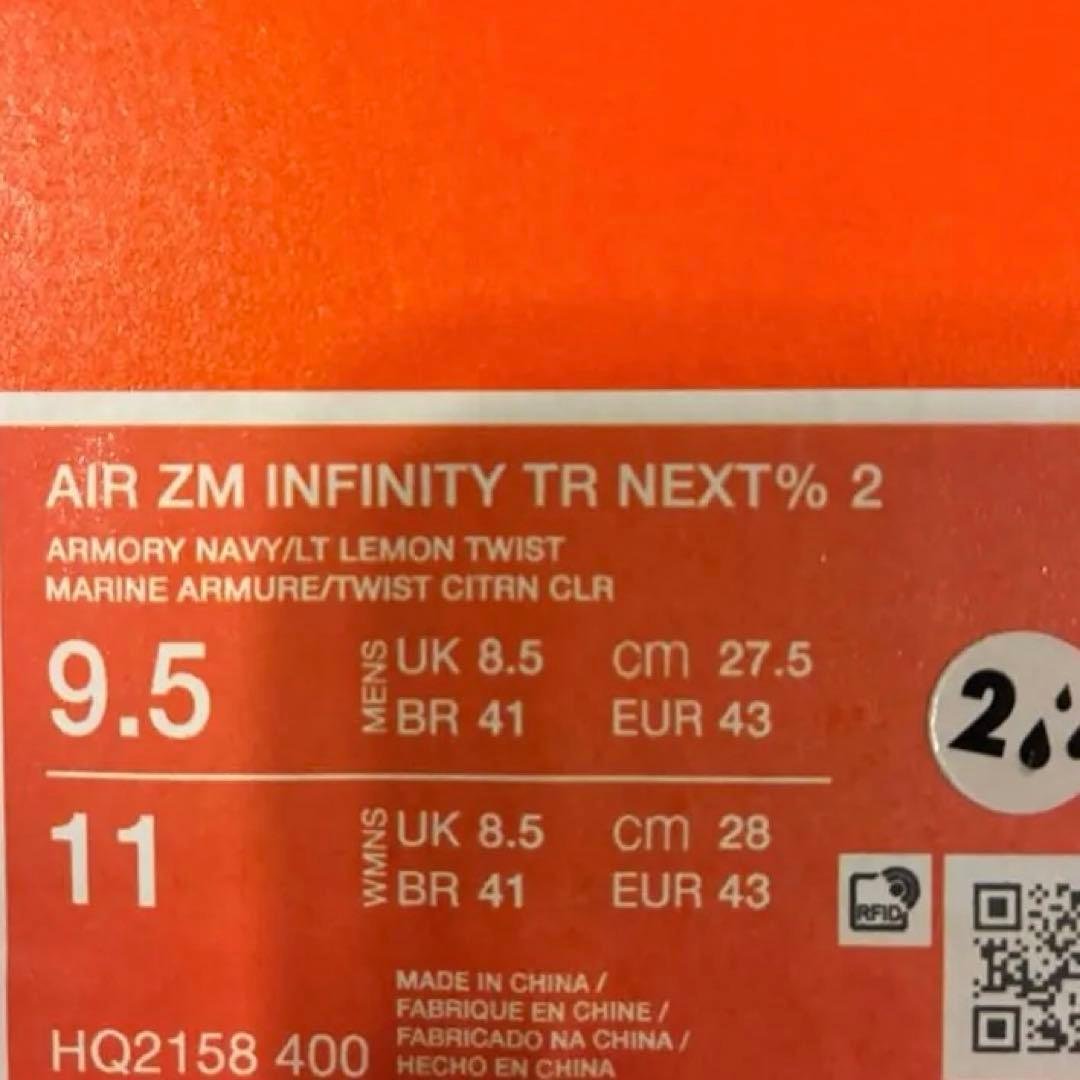 AIR ZM INFINITY TR NEXT% 2
ARMORY NAVY/LT LEMON TWIST
MARINE ARMURE/TWIST CITRN CLR
9.5 MENS UK 8.5 cm 27.5
BR 41 EUR 43
11 WMNS UK 8.5 cm 28
BR 41 EUR 43
2
RFID
MADE IN CHINA /
FABRIQUE EN CHINE /
FABRICADO NA CHINA /
HECHO EN CHINA
HQ2158 400